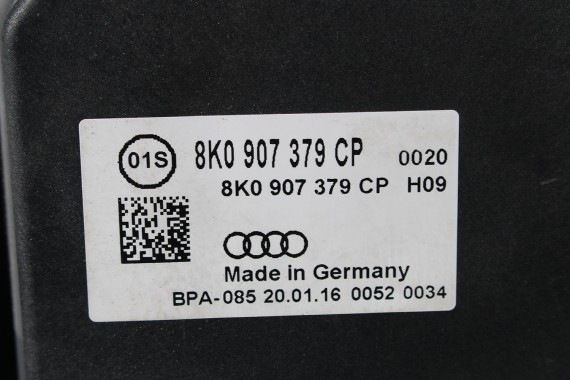 01S 8K0 907 379 CP 0020
8K0 907 379 CP H09
Made in Germany
BPA-085 20.01.16 0052 0034